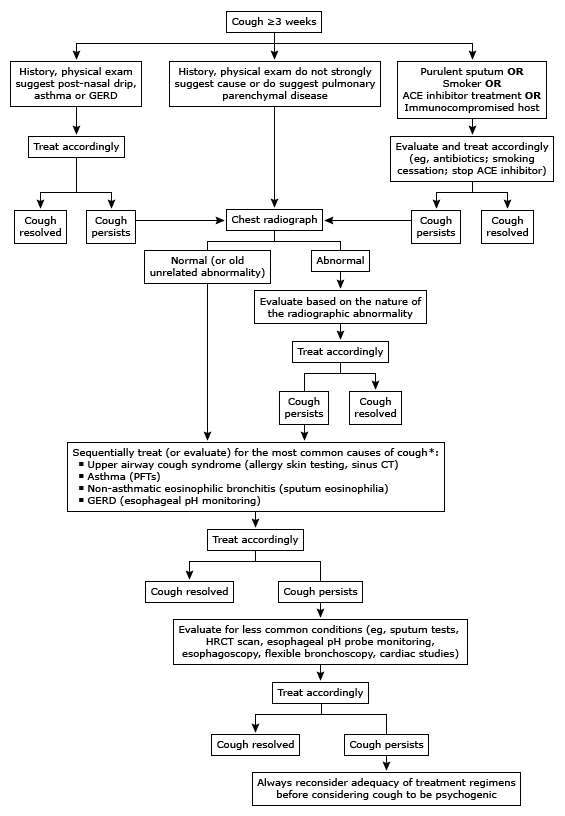 Cough ≥3 weeks
History, physical exam
suggest post-nasal drip,
asthma or GERD
History, physical exam do not strongly
suggest cause or do suggest pulmonary
parenchymal disease
Purulent sputum OR
Smoker OR
ACE inhibitor treatment OR
Immunocompromised host
Treat accordingly
Evaluate and treat accordingly
(eg, antibiotics; smoking
cessation; stop ACE inhibitor)
Cough
resolved
Cough
persists
Chest radiograph
Cough
persists
Cough
resolved
Normal (or old
unrelated abnormality)
Abnormal
Evaluate based on the nature of
the radiographic abnormality
Treat accordingly
Cough
persists
Cough
resolved
Sequentially treat (or evaluate) for the most common causes of cough*:
▪ Upper airway cough syndrome (allergy skin testing, sinus CT)
▪ Asthma (PFTs)
▪ Non-asthmatic eosinophilic bronchitis (sputum eosinophilia)
▪ GERD (esophageal pH monitoring)
Treat accordingly
Cough resolved
Cough persists
Evaluate for less common conditions (eg, sputum tests,
HRCT scan, esophageal pH probe monitoring,
esophagoscopy, flexible bronchoscopy, cardiac studies)
Treat accordingly
Cough resolved
Cough persists
Always reconsider adequacy of treatment regimens
before considering cough to be psychogenic